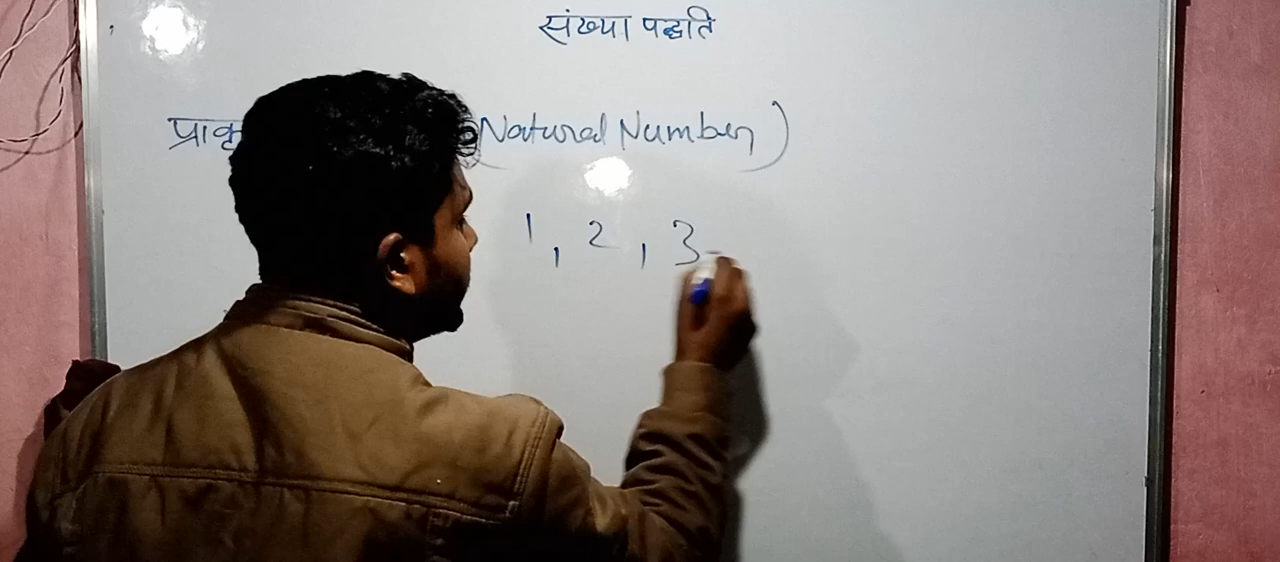 संख्या पद्धति
(Natural Number)
1, 2, 3